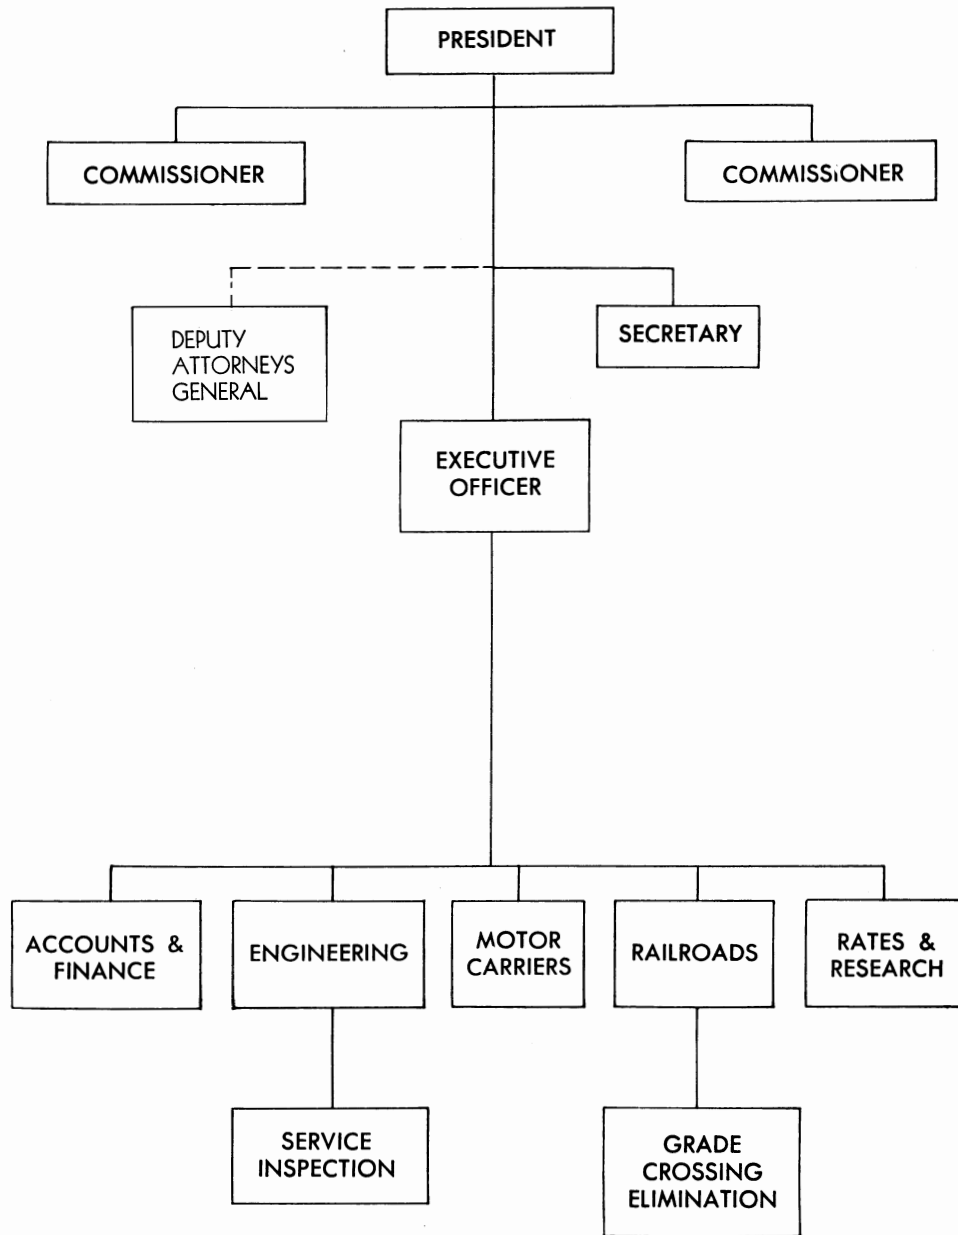 PRESIDENT
COMMISSIONER
COMMISSIONER
DEPUTY
ATTORNEYS
GENERAL
SECRETARY
EXECUTIVE
OFFICER
ACCOUNTS &
FINANCE
ENGINEERING
MOTOR
CARRIERS
RAILROADS
RATES &
RESEARCH
SERVICE
INSPECTION
GRADE
CROSSING
ELIMINATION